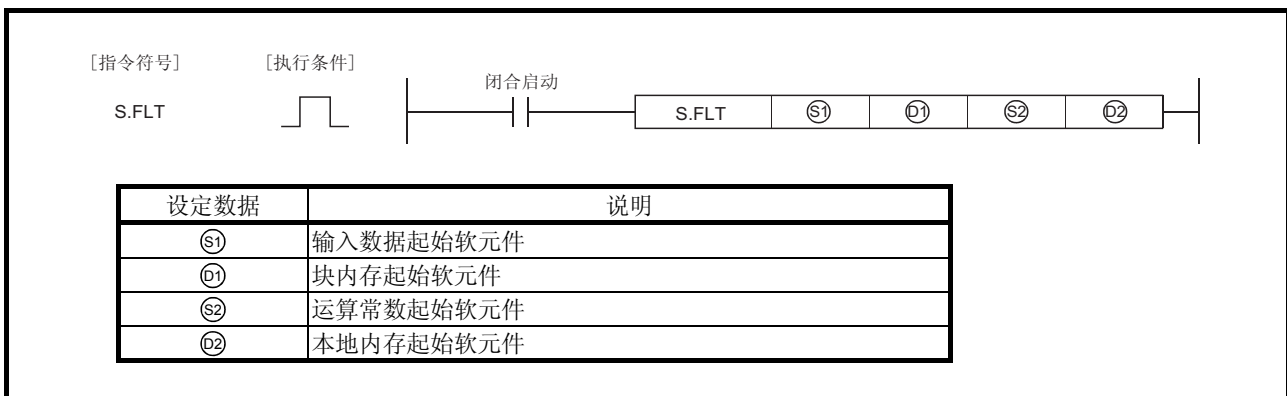 [指令符号] [执行条件]
闭合启动
S.FLT S.FLT S1 D1 S2 D2
设定数据 说明
S1 输入数据起始软元件
D1 块内存起始软元件
S2 运算常数起始软元件
D2 本地内存起始软元件